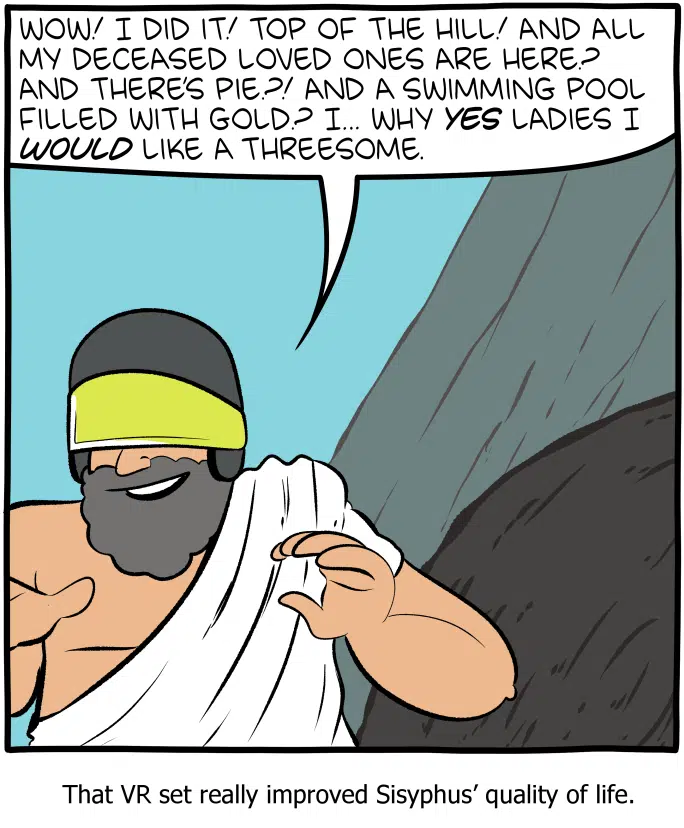 WOW! I DID IT! TOP OF THE HILL! AND ALL
MY DECEASED LOVED ONES ARE HERE?
AND THERE'S PIE?! AND A SWIMMING POOL
FILLED WITH GOLD? I... WHY YES LADIES I
WOULD LIKE A THREESOME.
That VR set really improved Sisyphus' quality of life.